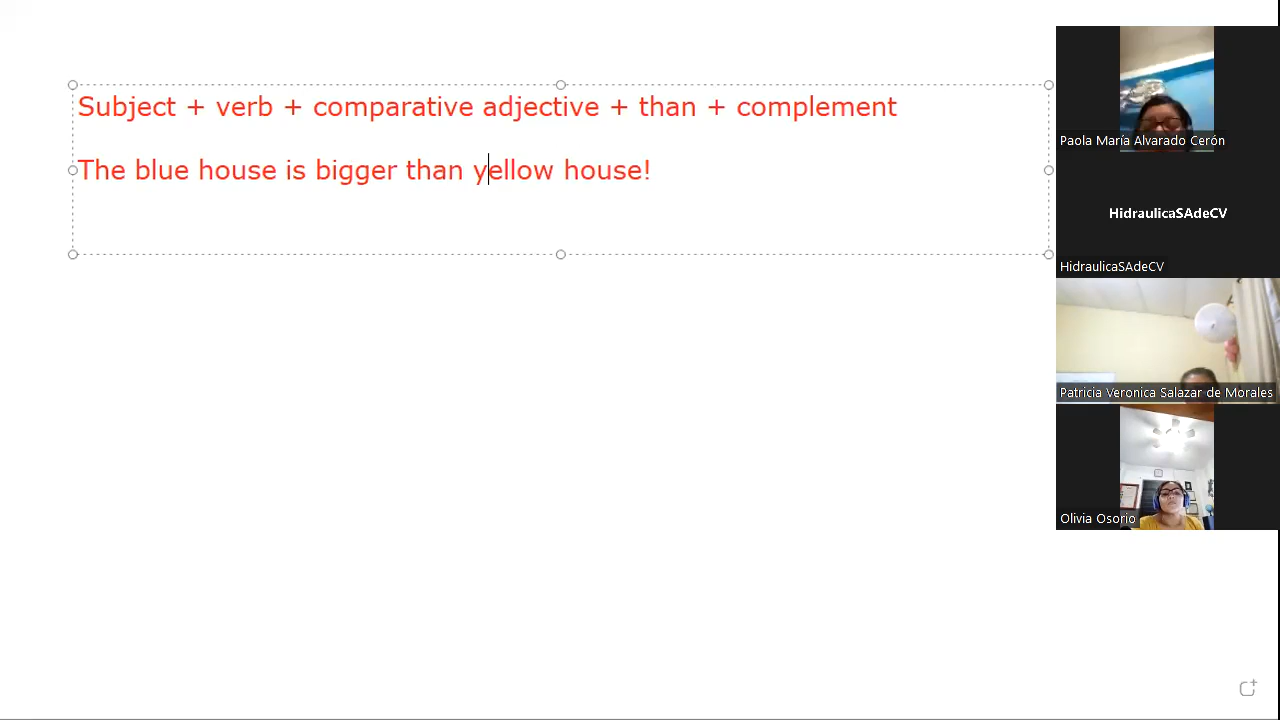 Subject + verb + comparative adjective + than + complement
The blue house is bigger than yellow house!
Paola María Alvarado Cerón
HidraulicaSAdeCV
HidraulicaSAdeCV
Patricia Veronica Salazar de Morales
Olivia Osorio